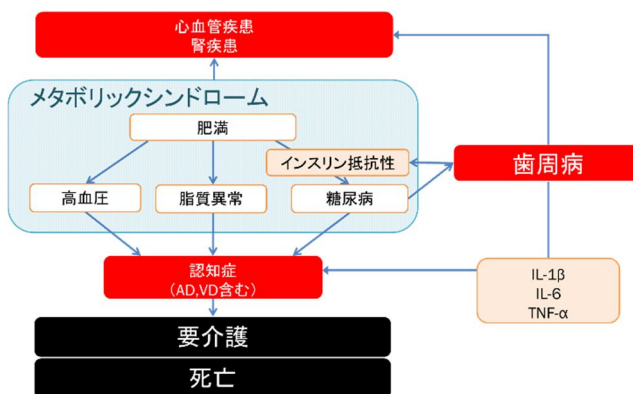 心血管疾患
腎疾患
メタボリックシンドローム
肥満
インスリン抵抗性
歯周病
高血圧
脂質異常
糖尿病
認知症
（AD,VD含む）
IL-1β
IL-6
TNF-α
要介護
死亡